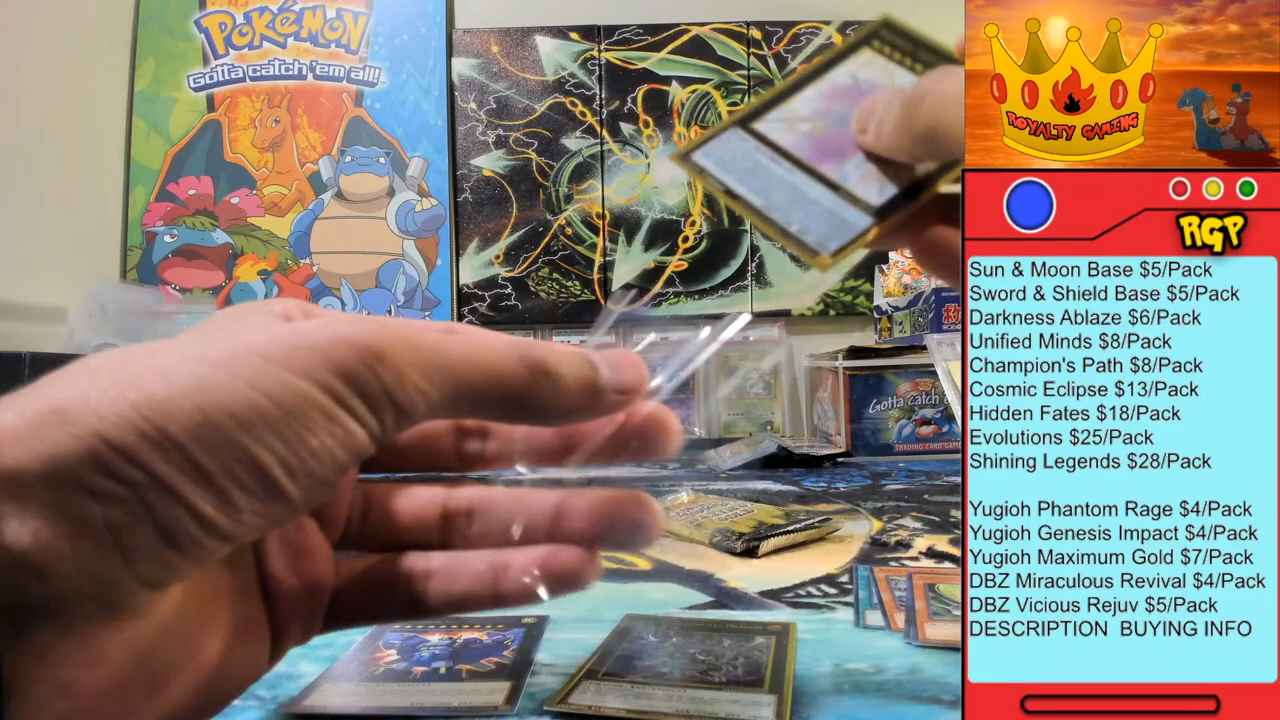 POKéMON
Gotta catch 'em all!
ROYALTY GAMING
RGP
Sun & Moon Base $5/Pack
Sword & Shield Base $5/Pack
Darkness Ablaze $6/Pack
Unified Minds $8/Pack
Champion's Path $8/Pack
Cosmic Eclipse $13/Pack
Hidden Fates $18/Pack
Evolutions $25/Pack
Shining Legends $28/Pack
Yugioh Phantom Rage $4/Pack
Yugioh Genesis Impact $4/Pack
Yugioh Maximum Gold $7/Pack
DBZ Miraculous Revival $4/Pack
DBZ Vicious Rejuv $5/Pack
DESCRIPTION BUYING INFO
Gotta catch
TRADING CARD GAME